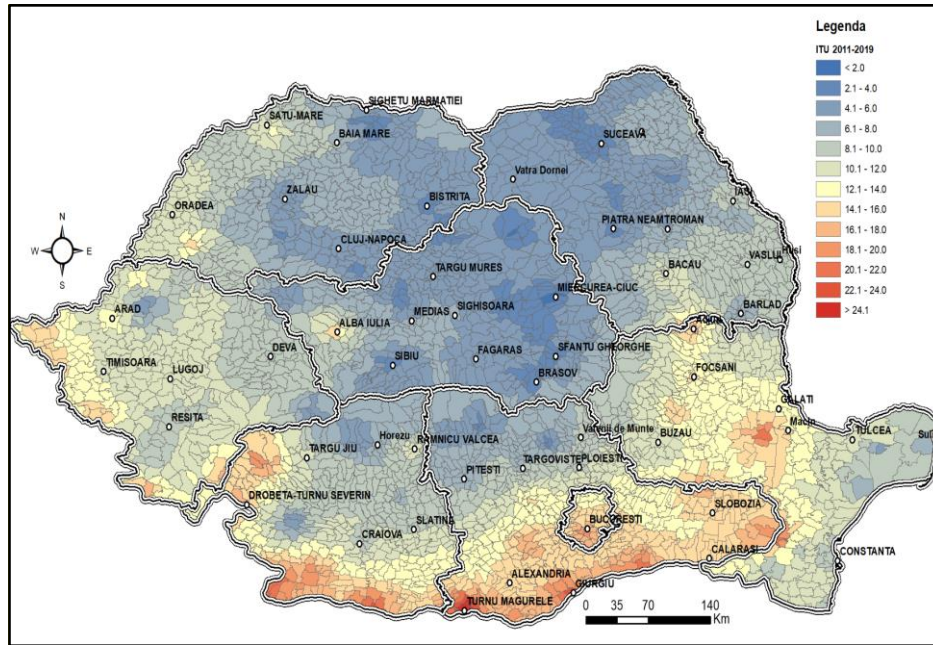 Legenda
ITU 2011-2019
< 2.0
2.1 - 4.0
4.1 - 6.0
6.1 - 8.0
8.1 - 10.0
10.1 - 12.0
12.1 - 14.0
14.1 - 16.0
16.1 - 18.0
18.1 - 20.0
20.1 - 22.0
22.1 - 24.0
> 24.1
SIGHETU MARMATIEI
SATU-MARE
BAIA MARE
SUCEAVA
Vatra Dornei
ZALAU
BISTRITA
IASI
ORADEA
PIATRA NEAMT
ROMAN
N
W E
S
CLUJ-NAPOCA
TARGU MURES
BACAU
VASLUI
Husi
MIERCUREA-CIUC
ARAD
ALBA IULIA
MEDIAS
SIGHISOARA
BARLAD
DEVA
SIBIU
FAGARAS
SFANTU GHEORGHE
TIMISOARA
LUGOJ
BRASOV
FOCSANI
RESITA
GALATI
Macin
TULCEA
Horezu
Valenii de Munte
TARGU JIU
RAMNICU VALCEA
BUZAU
PITESTI
TARGOVISTE
PLOIESTI
DROBETA-TURNU SEVERIN
SLOBOZIA
BUCURESTI
CRAIOVA
SLATINE
CALARASI
CONSTANTA
ALEXANDRIA
GIURGIU
TURNU MAGURELE
0 35 70 140
Km